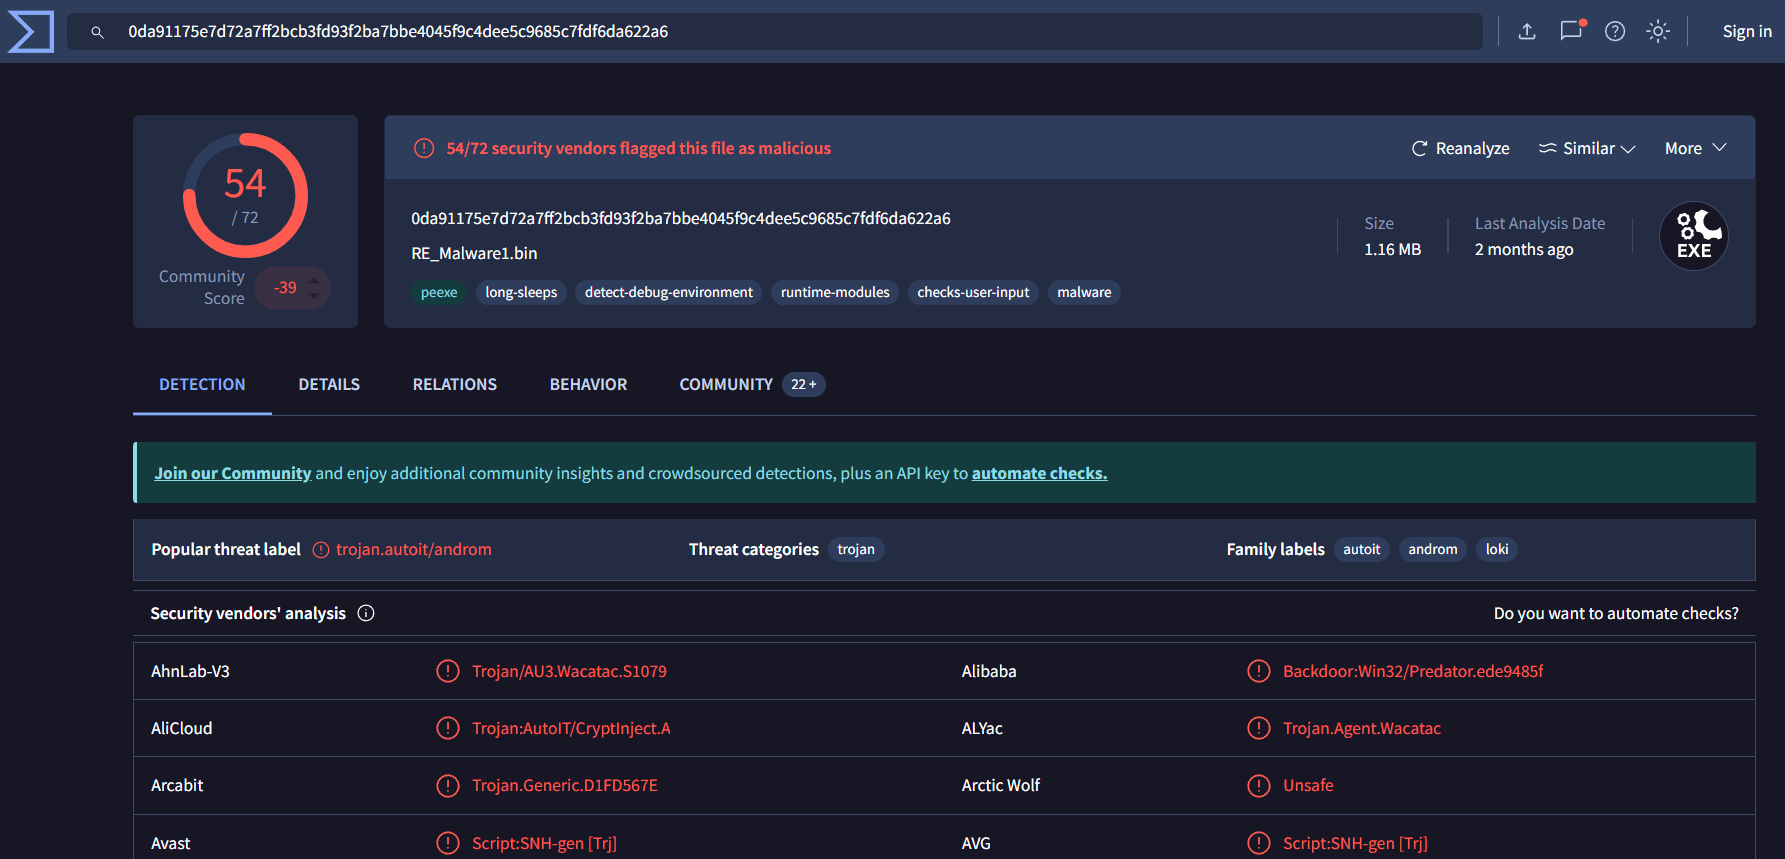 0da91175e7d72a7ff2bcb3fd93f2ba7bbe4045f9c4dee5c9685c7fdf6da622a6
Sign in
54
/ 72
Community
Score
-39
54/72 security vendors flagged this file as malicious
Reanalyze
Similar
More
0da91175e7d72a7ff2bcb3fd93f2ba7bbe4045f9c4dee5c9685c7fdf6da622a6
RE_Malware1.bin
peexe long-sleeps detect-debug-environment runtime-modules checks-user-input malware
Size
1.16 MB
Last Analysis Date
2 months ago
EXE
DETECTION DETAILS RELATIONS BEHAVIOR COMMUNITY 22 +
Join our Community and enjoy additional community insights and crowdsourced detections, plus an API key to automate checks.
Popular threat label trojan.autoit/androm Threat categories trojan Family labels autoit androm loki
Security vendors' analysis Do you want to automate checks?
AhnLab-V3 Trojan/AU3.Wacatac.S1079 Alibaba Backdoor:Win32/Predator.ede9485f
AliCloud Trojan:AutoIT/CryptInject.A ALYac Trojan.Agent.Wacatac
Arcabit Trojan.Generic.D1FD567E Arctic Wolf Unsafe
Avast Script:SNH-gen [Trj] AVG Script:SNH-gen [Trj]